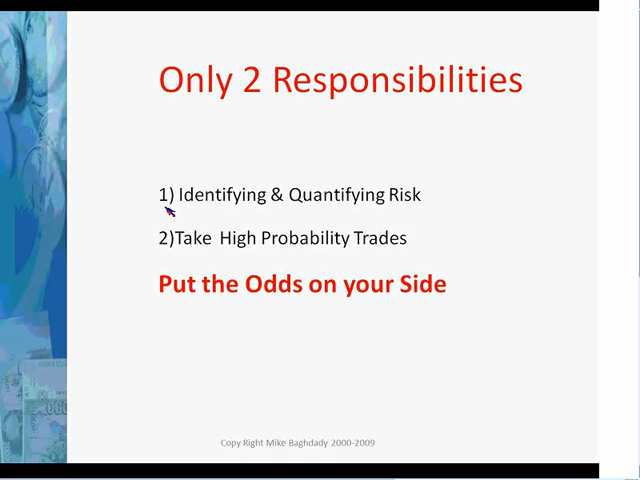 Only 2 Responsibilities
1) Identifying & Quantifying Risk
2)Take High Probability Trades
Put the Odds on your Side
Copy Right Mike Baghdady 2000-2009